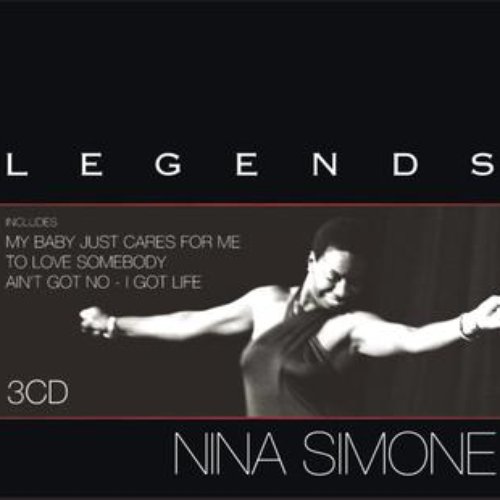 LEGENDS
INCLUDES
MY BABY JUST CARES FOR ME
TO LOVE SOMEBODY
AIN'T GOT NO - I GOT LIFE
3CD
NINA SIMONE